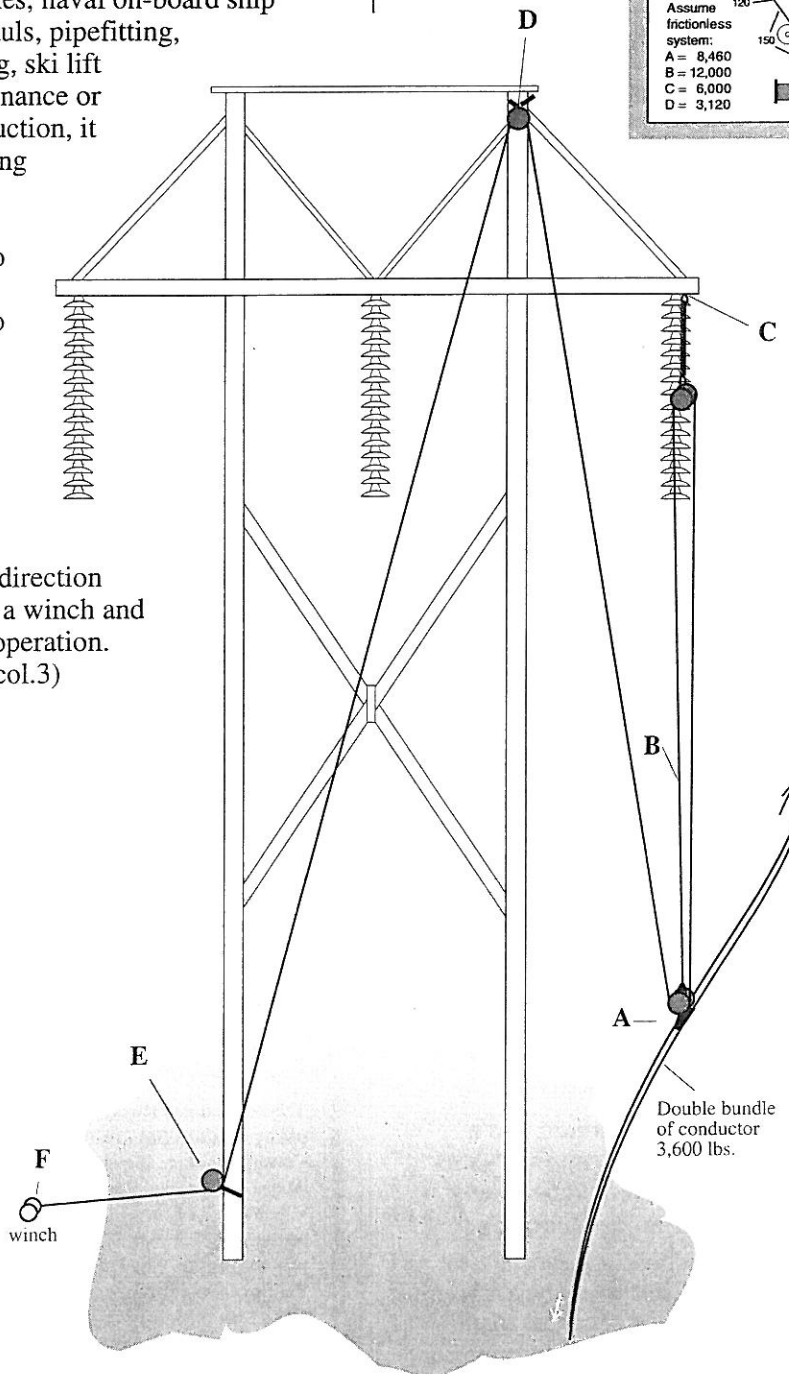 es, naval on-board ship
uls, pipefitting,
g, ski lift
nance or
uction, it
ng
o
direction
a winch and
operation.
col.3)
120
Assume
frictionless
system:
150
A = 8,460
B = 12,000
C = 6,000
D = 3,120
D
C
B
A
Double bundle
of conductor
3,600 lbs.
E
F
winch